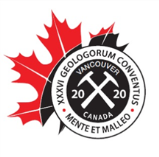 XXXVI GEOLOGORUM CONVENTUS
VANCOUVER
20 20
CANADA
• MENTE ET MALLEO •